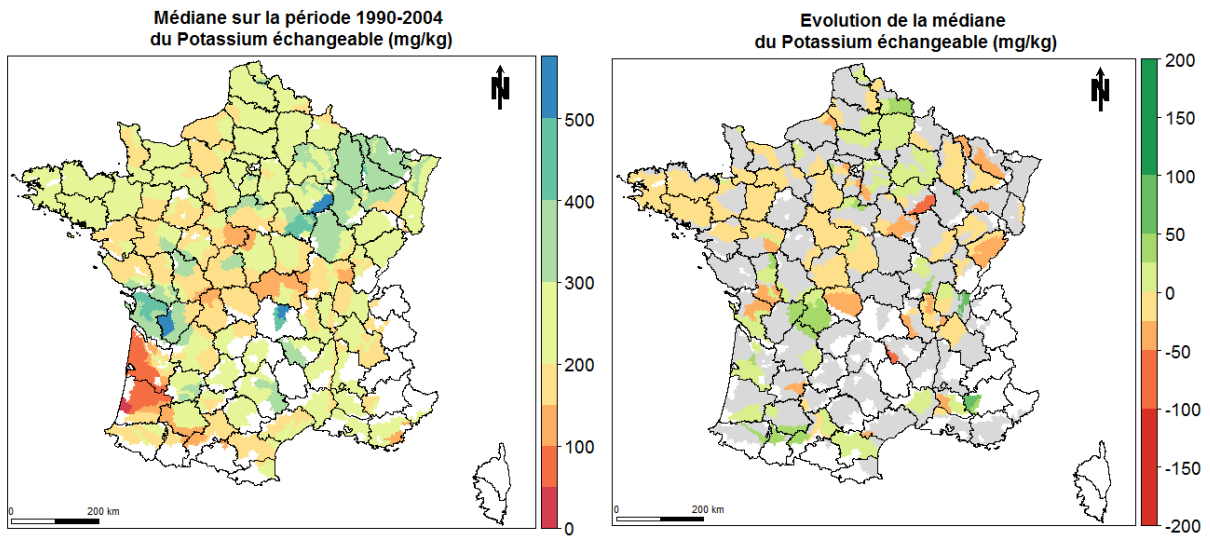 Médiane sur la période 1990-2004
du Potassium échangeable (mg/kg)
N
500
400
300
200
100
0
0 200 km
Evolution de la médiane
du Potassium échangeable (mg/kg)
N
200
150
100
50
0
-50
-100
-150
-200
0 200 km